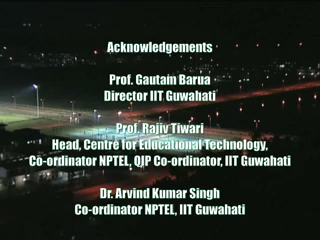 Acknowledgements
Prof. Gautam Barua
Director IIT Guwahati
Prof. Rajiv Tiwari
Head, Centre for Educational Technology,
Co-ordinator NPTEL, QIP Co-ordinator, IIT Guwahati
Dr. Arvind Kumar Singh
Co-ordinator NPTEL, IIT Guwahati